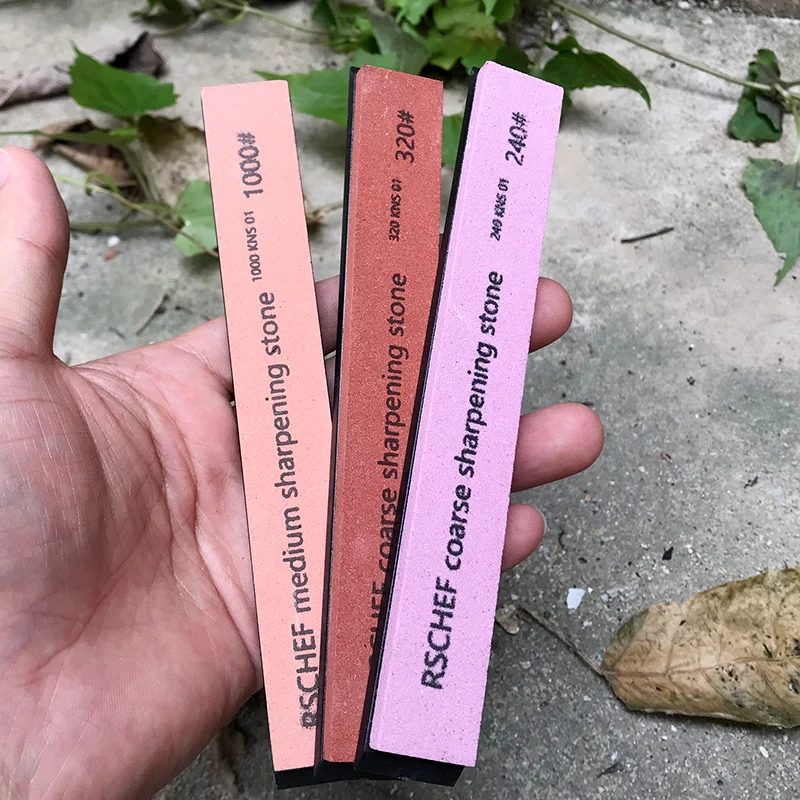 RSCHEF medium sharpening stone 1000 KNS 01 1000#
RSCHEF coarse sharpening stone 320 KNS 01 320#
RSCHEF coarse sharpening stone 240 KNS 01 240#